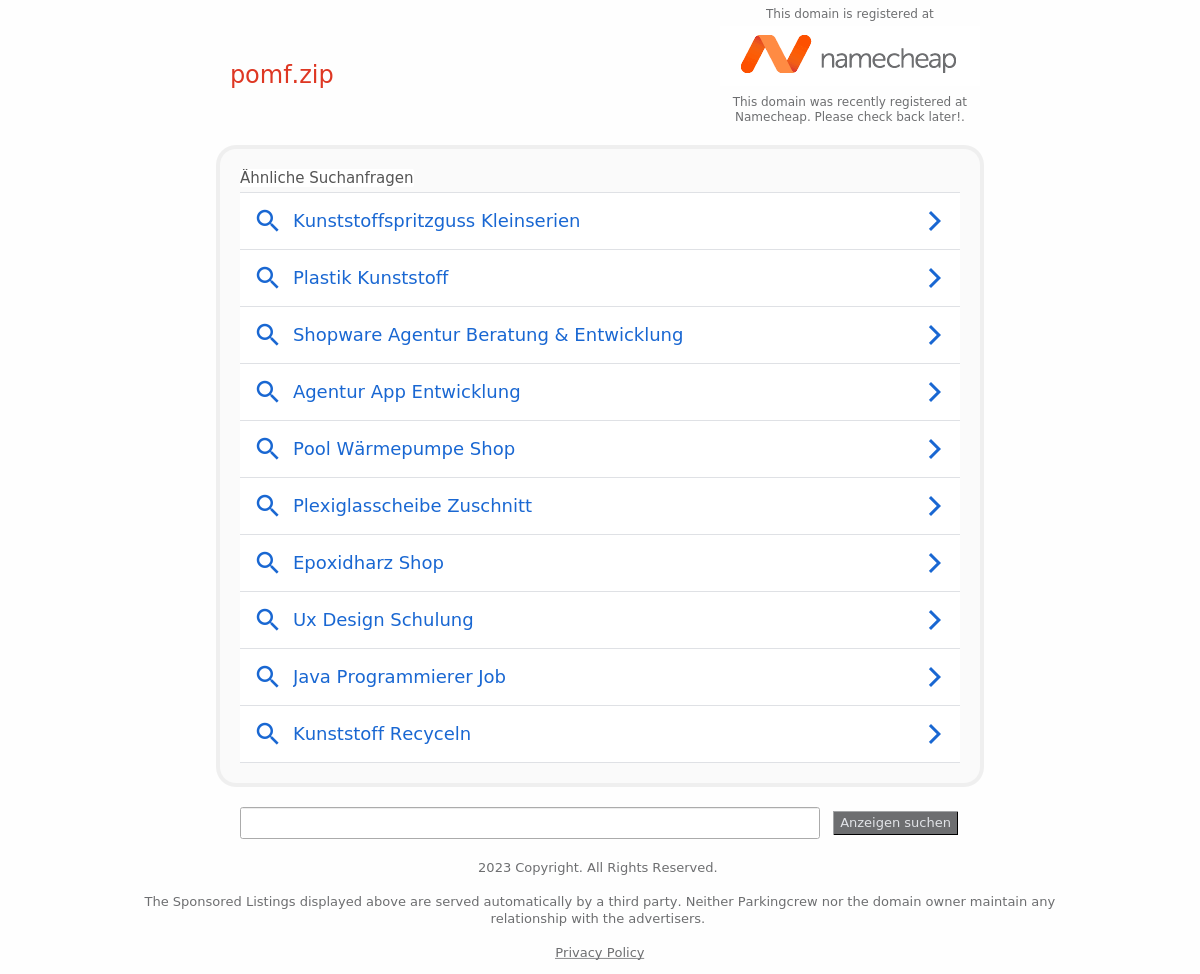 This domain is registered at
namecheap
pomf.zip
This domain was recently registered at
Namecheap. Please check back later!.
Ähnliche Suchanfragen
Kunststoffspritzguss Kleinserien
Plastik Kunststoff
Shopware Agentur Beratung & Entwicklung
Agentur App Entwicklung
Pool Wärmepumpe Shop
Plexiglasscheibe Zuschnitt
Epoxidharz Shop
Ux Design Schulung
Java Programmierer Job
Kunststoff Recyceln
Anzeigen suchen
2023 Copyright. All Rights Reserved.
The Sponsored Listings displayed above are served automatically by a third party. Neither Parkingcrew nor the domain owner maintain any
relationship with the advertisers.
Privacy Policy